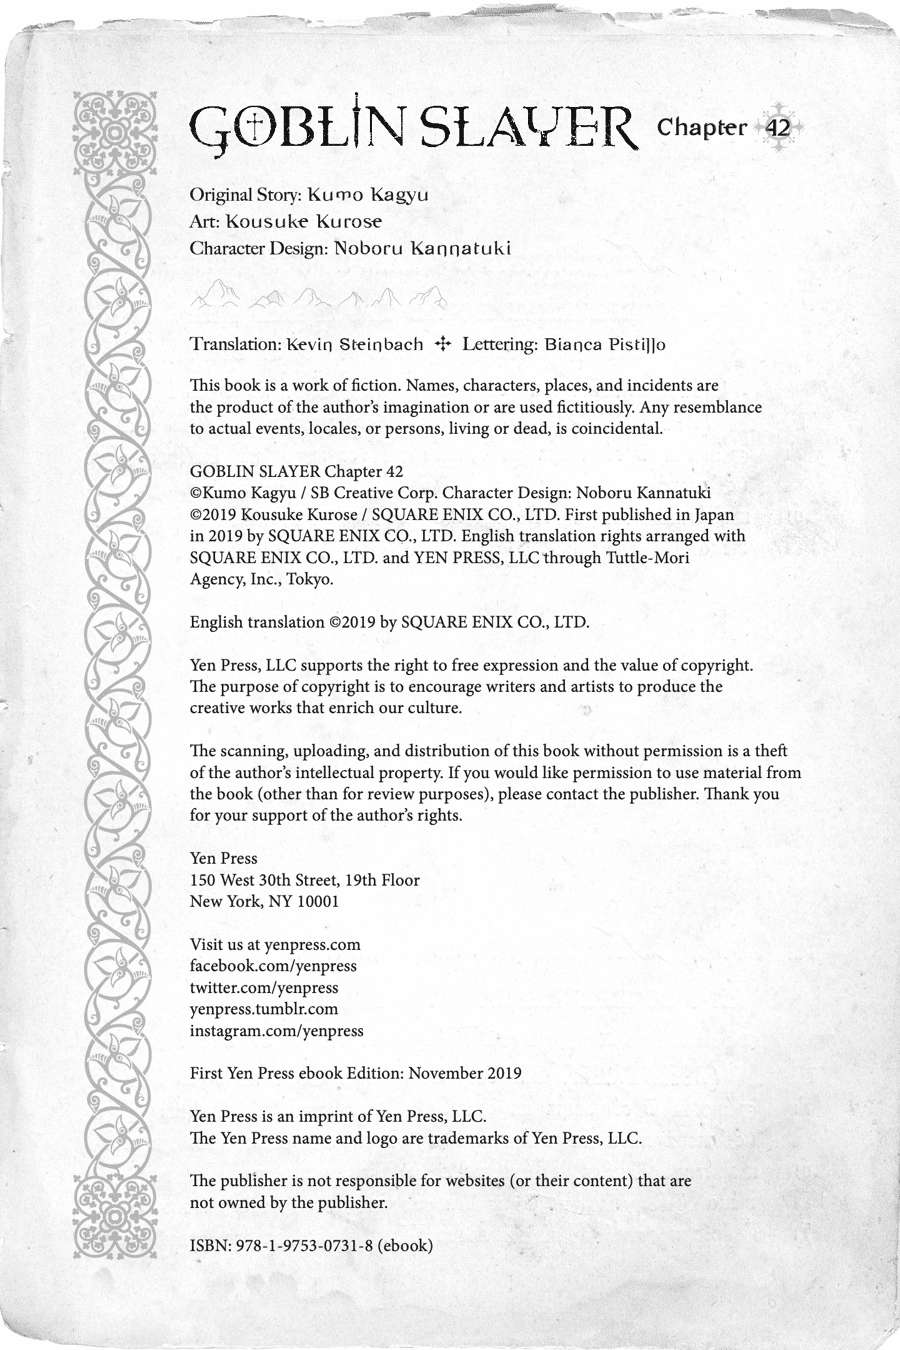 GOBLIN SLAYER Chapter 42
Original Story: Kumo Kagyu
Art: Kousuke Kurose
Character Design: Noboru Kannatuki
Translation: Kevin Steinbach ✣ Lettering: Bianca Pistillo
This book is a work of fiction. Names, characters, places, and incidents are
the product of the author’s imagination or are used fictitiously. Any resemblance
to actual events, locales, or persons, living or dead, is coincidental.
GOBLIN SLAYER Chapter 42
©Kumo Kagyu / SB Creative Corp. Character Design: Noboru Kannatuki
©2019 Kousuke Kurose / SQUARE ENIX CO., LTD. First published in Japan
in 2019 by SQUARE ENIX CO., LTD. English translation rights arranged with
SQUARE ENIX CO., LTD. and YEN PRESS, LLC through Tuttle-Mori
Agency, Inc., Tokyo.
English translation ©2019 by SQUARE ENIX CO., LTD.
Yen Press, LLC supports the right to free expression and the value of copyright.
The purpose of copyright is to encourage writers and artists to produce the
creative works that enrich our culture.
The scanning, uploading, and distribution of this book without permission is a theft
of the author’s intellectual property. If you would like permission to use material from
the book (other than for review purposes), please contact the publisher. Thank you
for your support of the author’s rights.
Yen Press
150 West 30th Street, 19th Floor
New York, NY 10001
Visit us at yenpress.com
facebook.com/yenpress
twitter.com/yenpress
yenpress.tumblr.com
instagram.com/yenpress
First Yen Press ebook Edition: November 2019
Yen Press is an imprint of Yen Press, LLC.
The Yen Press name and logo are trademarks of Yen Press, LLC.
The publisher is not responsible for websites (or their content) that are
not owned by the publisher.
ISBN: 978-1-9753-0731-8 (ebook)